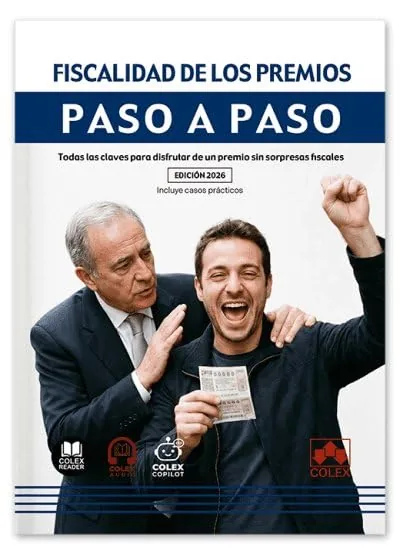 FISCALIDAD DE LOS PREMIOS
PASO A PASO
Todas las claves para disfrutar de un premio sin sorpresas fiscales
EDICIÓN 2026
Incluye casos prácticos
00000
COLEX
READER
COLEX
AUDIO
COLEX
COPILOT
COLEX